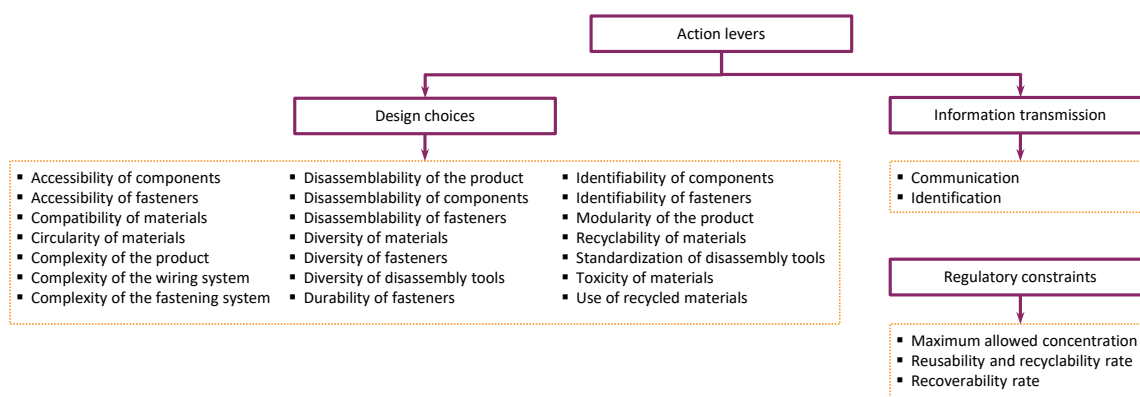 Action levers
Design choices
Information transmission
▪ Accessibility of components
▪ Accessibility of fasteners
▪ Compatibility of materials
▪ Circularity of materials
▪ Complexity of the product
▪ Complexity of the wiring system
▪ Complexity of the fastening system
▪ Disassemblability of the product
▪ Disassemblability of components
▪ Disassemblability of fasteners
▪ Diversity of materials
▪ Diversity of fasteners
▪ Diversity of disassembly tools
▪ Durability of fasteners
▪ Identifiability of components
▪ Identifiability of fasteners
▪ Modularity of the product
▪ Recyclability of materials
▪ Standardization of disassembly tools
▪ Toxicity of materials
▪ Use of recycled materials
▪ Communication
▪ Identification
Regulatory constraints
▪ Maximum allowed concentration
▪ Reusability and recyclability rate
▪ Recoverability rate